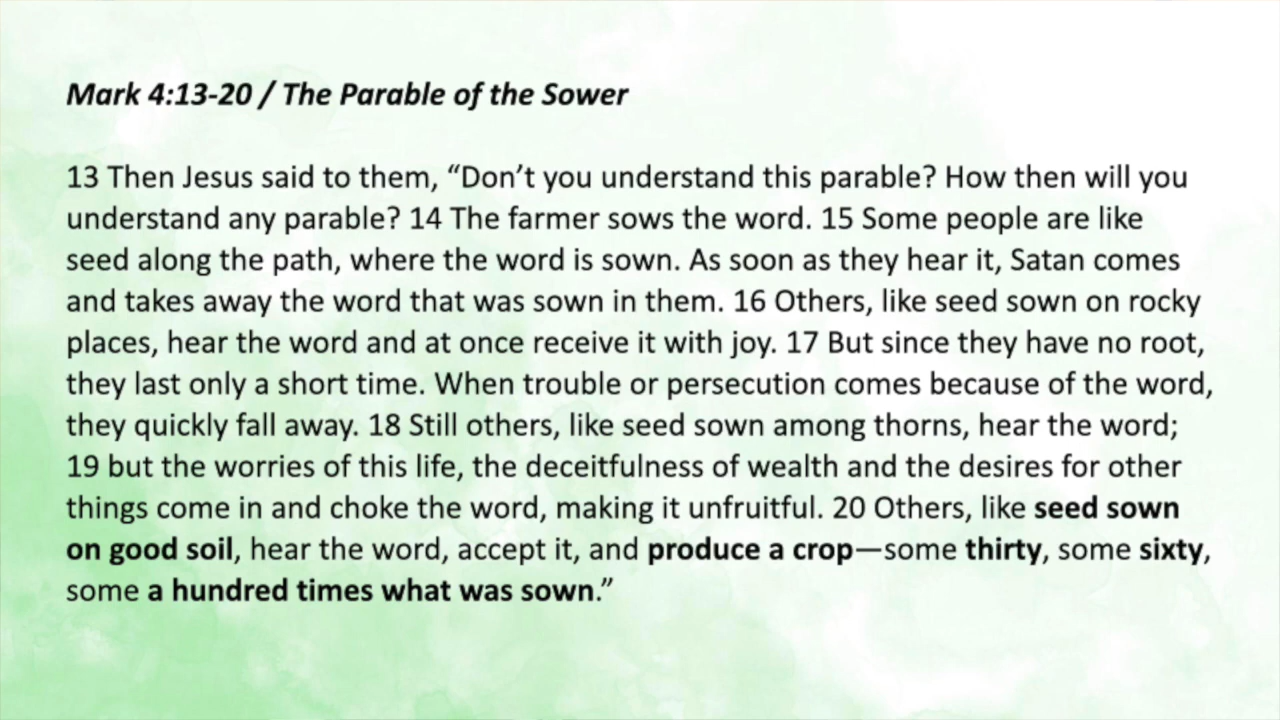 Mark 4:13-20 / The Parable of the Sower
13 Then Jesus said to them, “Don’t you understand this parable? How then will you
understand any parable? 14 The farmer sows the word. 15 Some people are like
seed along the path, where the word is sown. As soon as they hear it, Satan comes
and takes away the word that was sown in them. 16 Others, like seed sown on rocky
places, hear the word and at once receive it with joy. 17 But since they have no root,
they last only a short time. When trouble or persecution comes because of the word,
they quickly fall away. 18 Still others, like seed sown among thorns, hear the word;
19 but the worries of this life, the deceitfulness of wealth and the desires for other
things come in and choke the word, making it unfruitful. 20 Others, like seed sown
on good soil, hear the word, accept it, and produce a crop—some thirty, some sixty,
some a hundred times what was sown.”